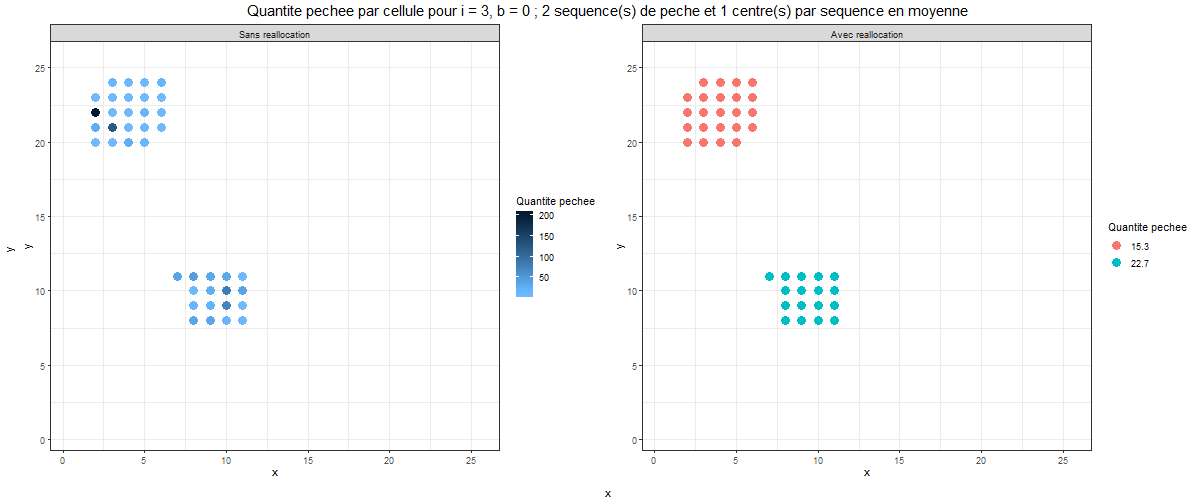 Quantite pechee par cellule pour i = 3, b = 0 ; 2 sequence(s) de peche et 1 centre(s) par sequence en moyenne
Sans reallocation
25
20
15
10
5
0
y
y
0 5 10 15 20 25
x
Quantite pechee
200
150
100
50
Avec reallocation
25
20
15
10
5
0
y
0 5 10 15 20 25
x
Quantite pechee
15.3
22.7
x